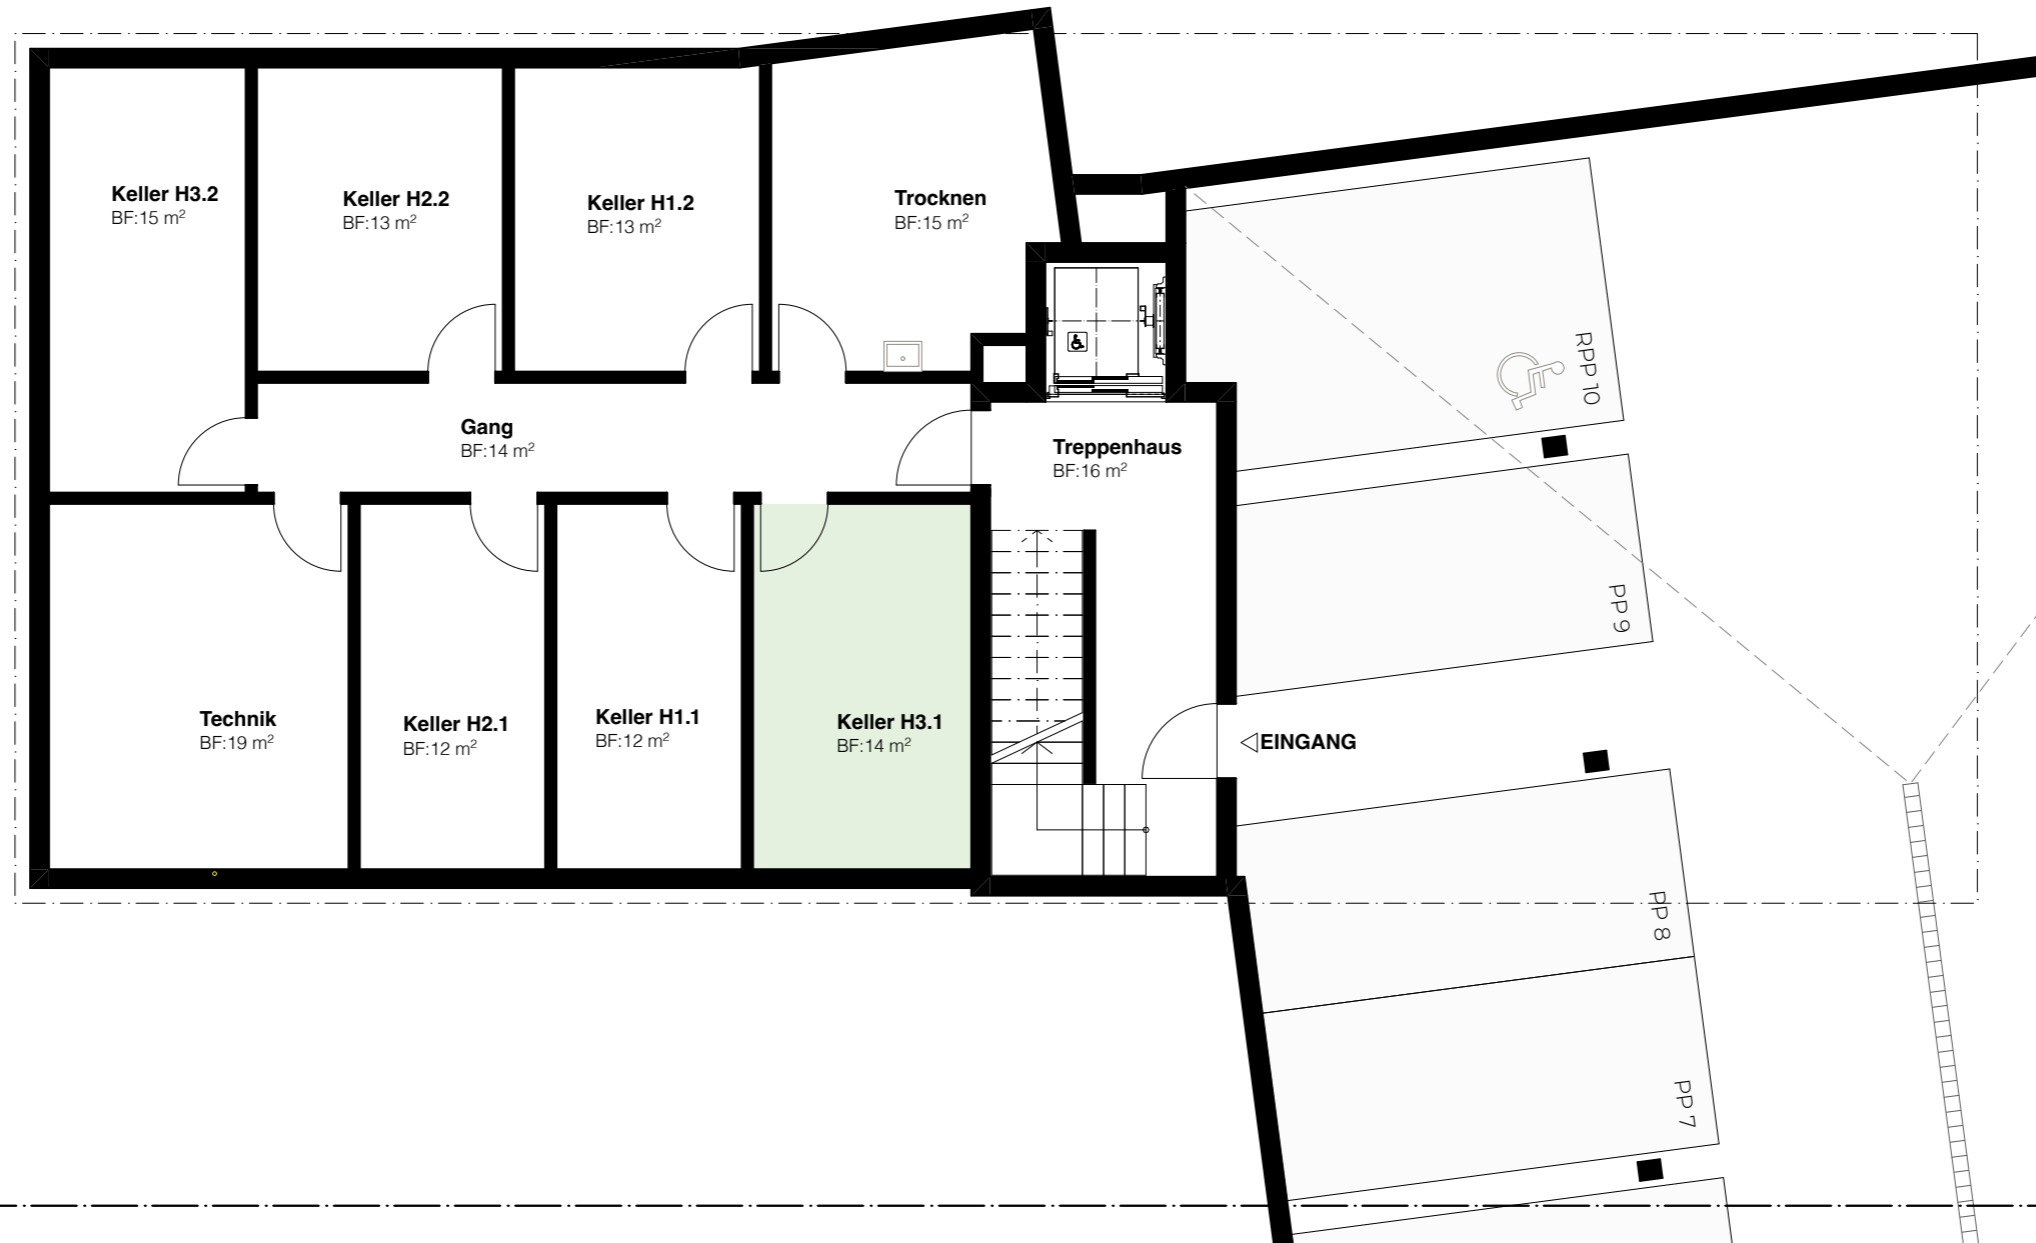 Keller H3.2
BF:15 m²
Keller H2.2
BF:13 m²
Keller H1.2
BF:13 m²
Trocknen
BF:15 m²
RPP 10
Gang
BF:14 m²
Treppenhaus
BF:16 m²
PP 9
Technik
BF:19 m²
Keller H2.1
BF:12 m²
Keller H1.1
BF:12 m²
Keller H3.1
BF:14 m²
EINGANG
PP 8
PP 7